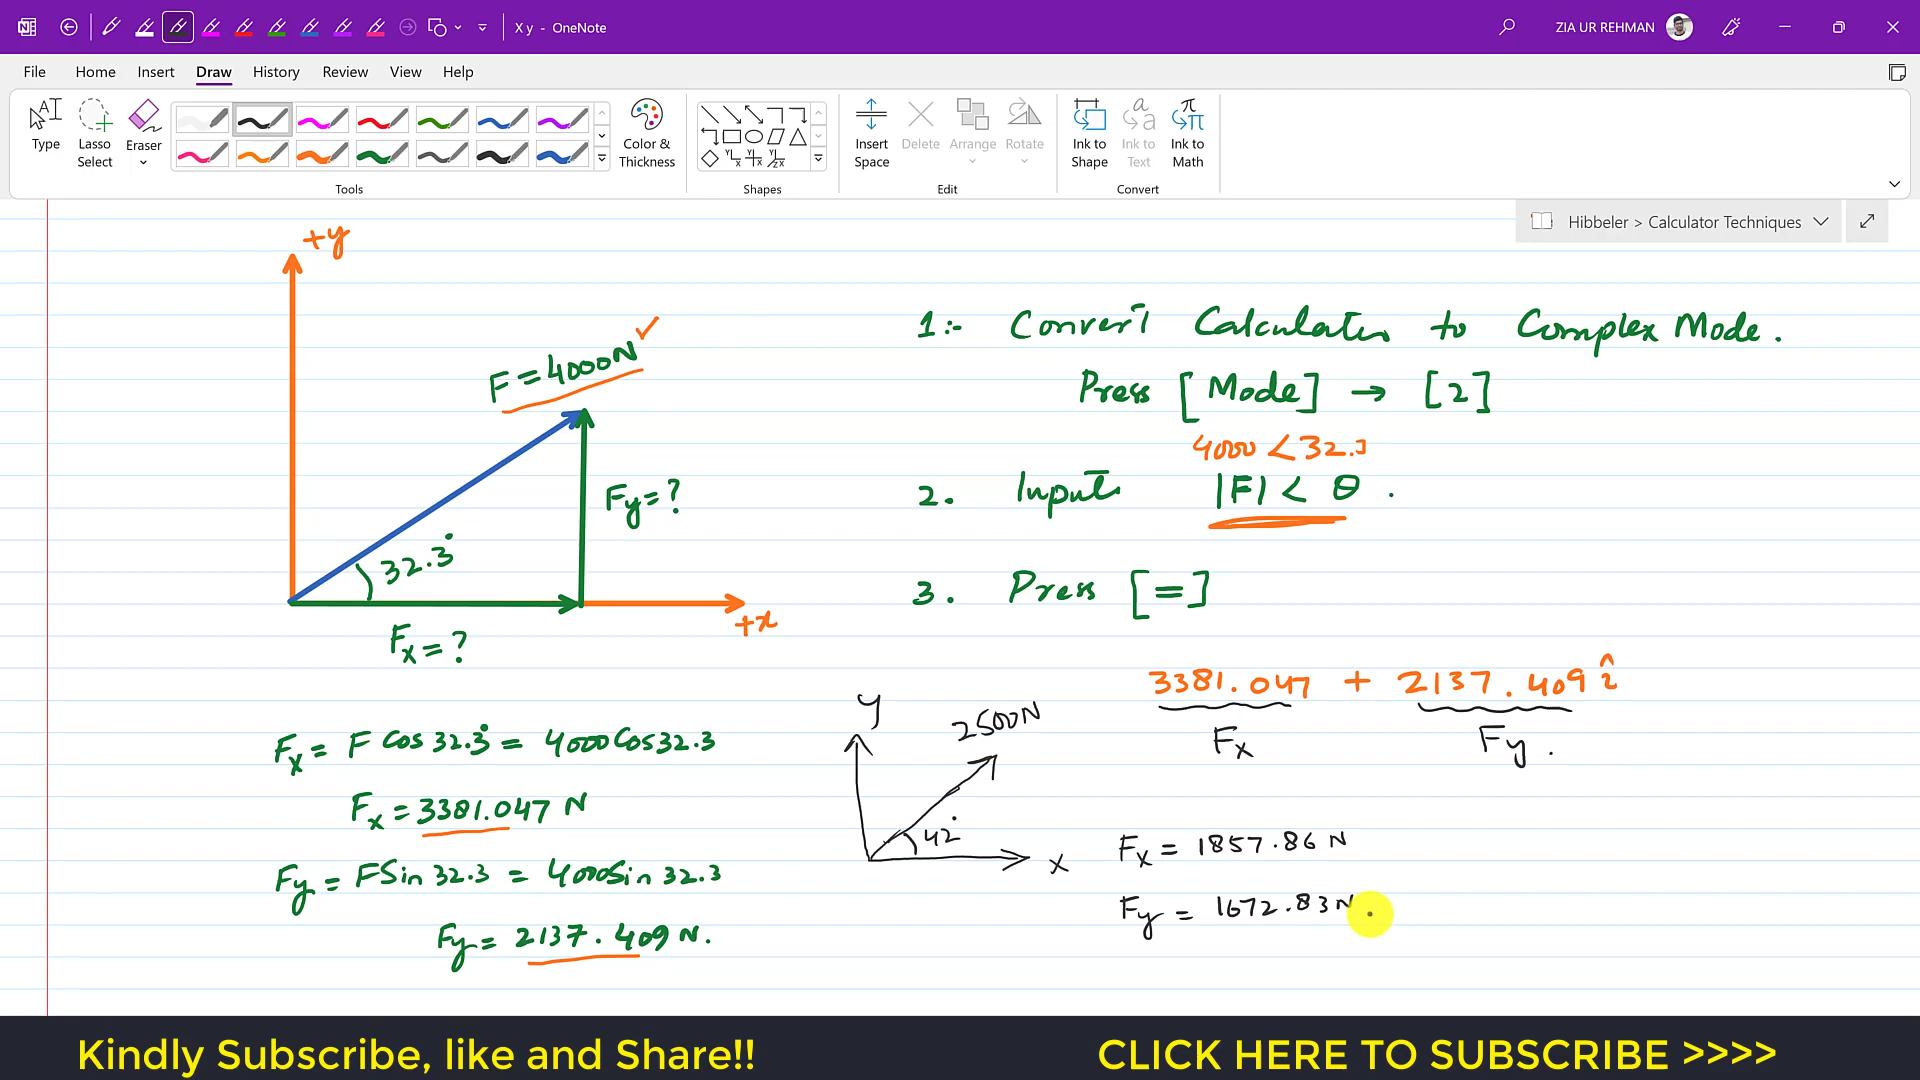 X y - OneNote
ZIA UR REHMAN
File Home Insert Draw History Review View Help
Type
Lasso Select
Eraser
Color & Thickness
Insert Space
Delete
Arrange
Rotate
Ink to Shape
Ink to Text
Ink to Math
Tools
Shapes
Edit
Convert
Hibbeler > Calculator Techniques
+y
F = 4000N
Fy = ?
32.3°
+x
Fx = ?
Fx = F Cos 32.3° = 4000 Cos 32.3
Fx = 3381.047 N
Fy = F Sin 32.3 = 4000 Sin 32.3
Fy = 2137.409 N.
1:- Convert Calculator to Complex Mode.
Press [Mode] → [2]
4000 < 32.3
2. Inputs |F| < θ .
3. Press [=]
3381.047 + 2137.409 i
Fx Fy .
y
2500N
42°
x
Fx = 1857.86 N
Fy = 1672.83 N
Kindly Subscribe, like and Share!!
CLICK HERE TO SUBSCRIBE >>>>